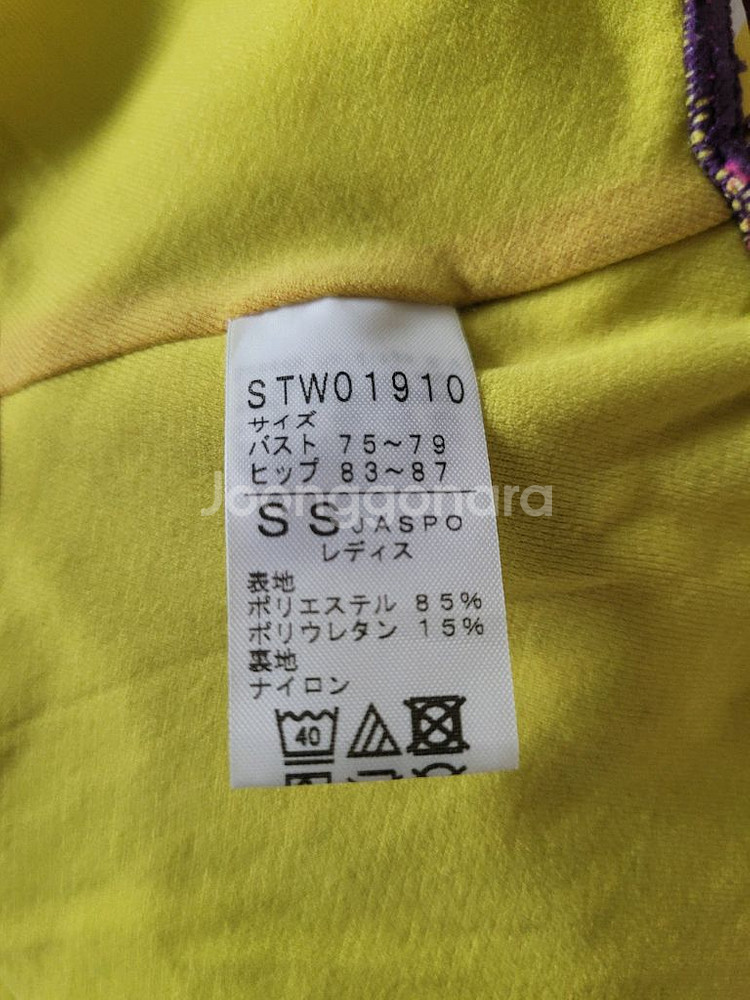 STW01910
サイズ
バスト 75~79
ヒップ 83~87
Joonggonara
SS JASPO
レディス
表地
ポリエステル 85%
ポリウレタン 15%
裏地
ナイロン
40